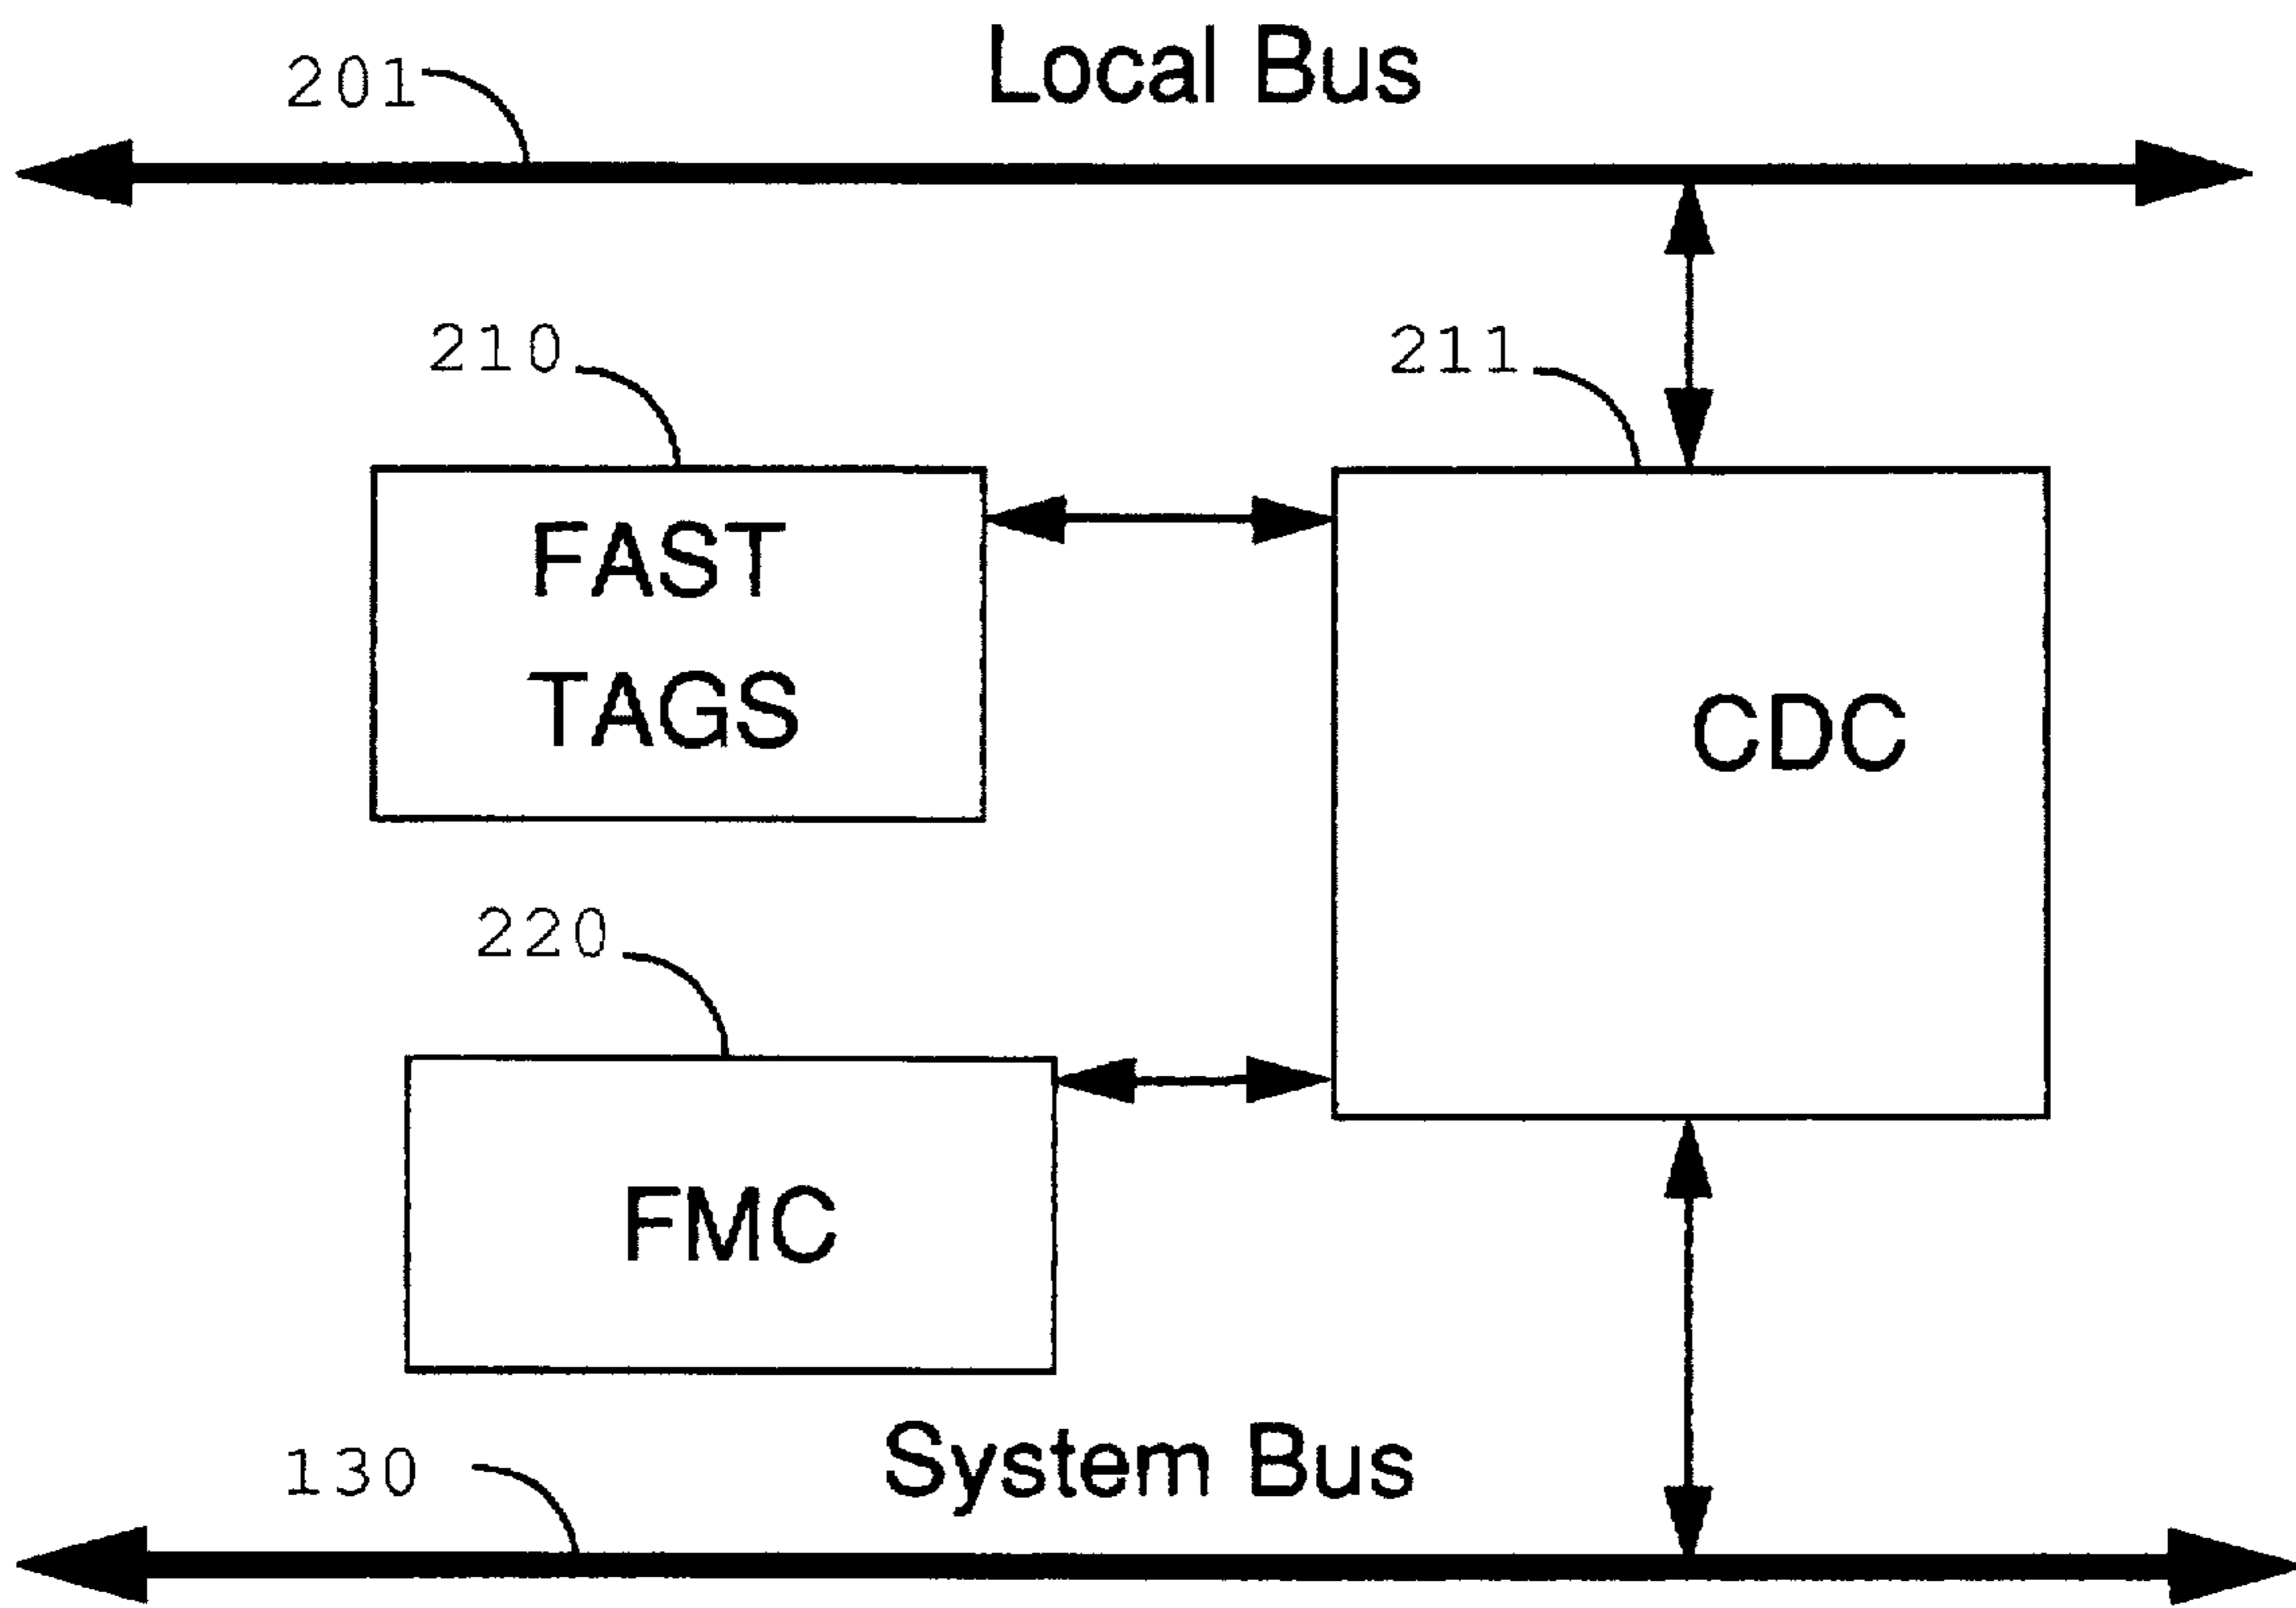 Local Bus
201
210
211
FAST
TAGS
CDC
220
FMC
System Bus
130